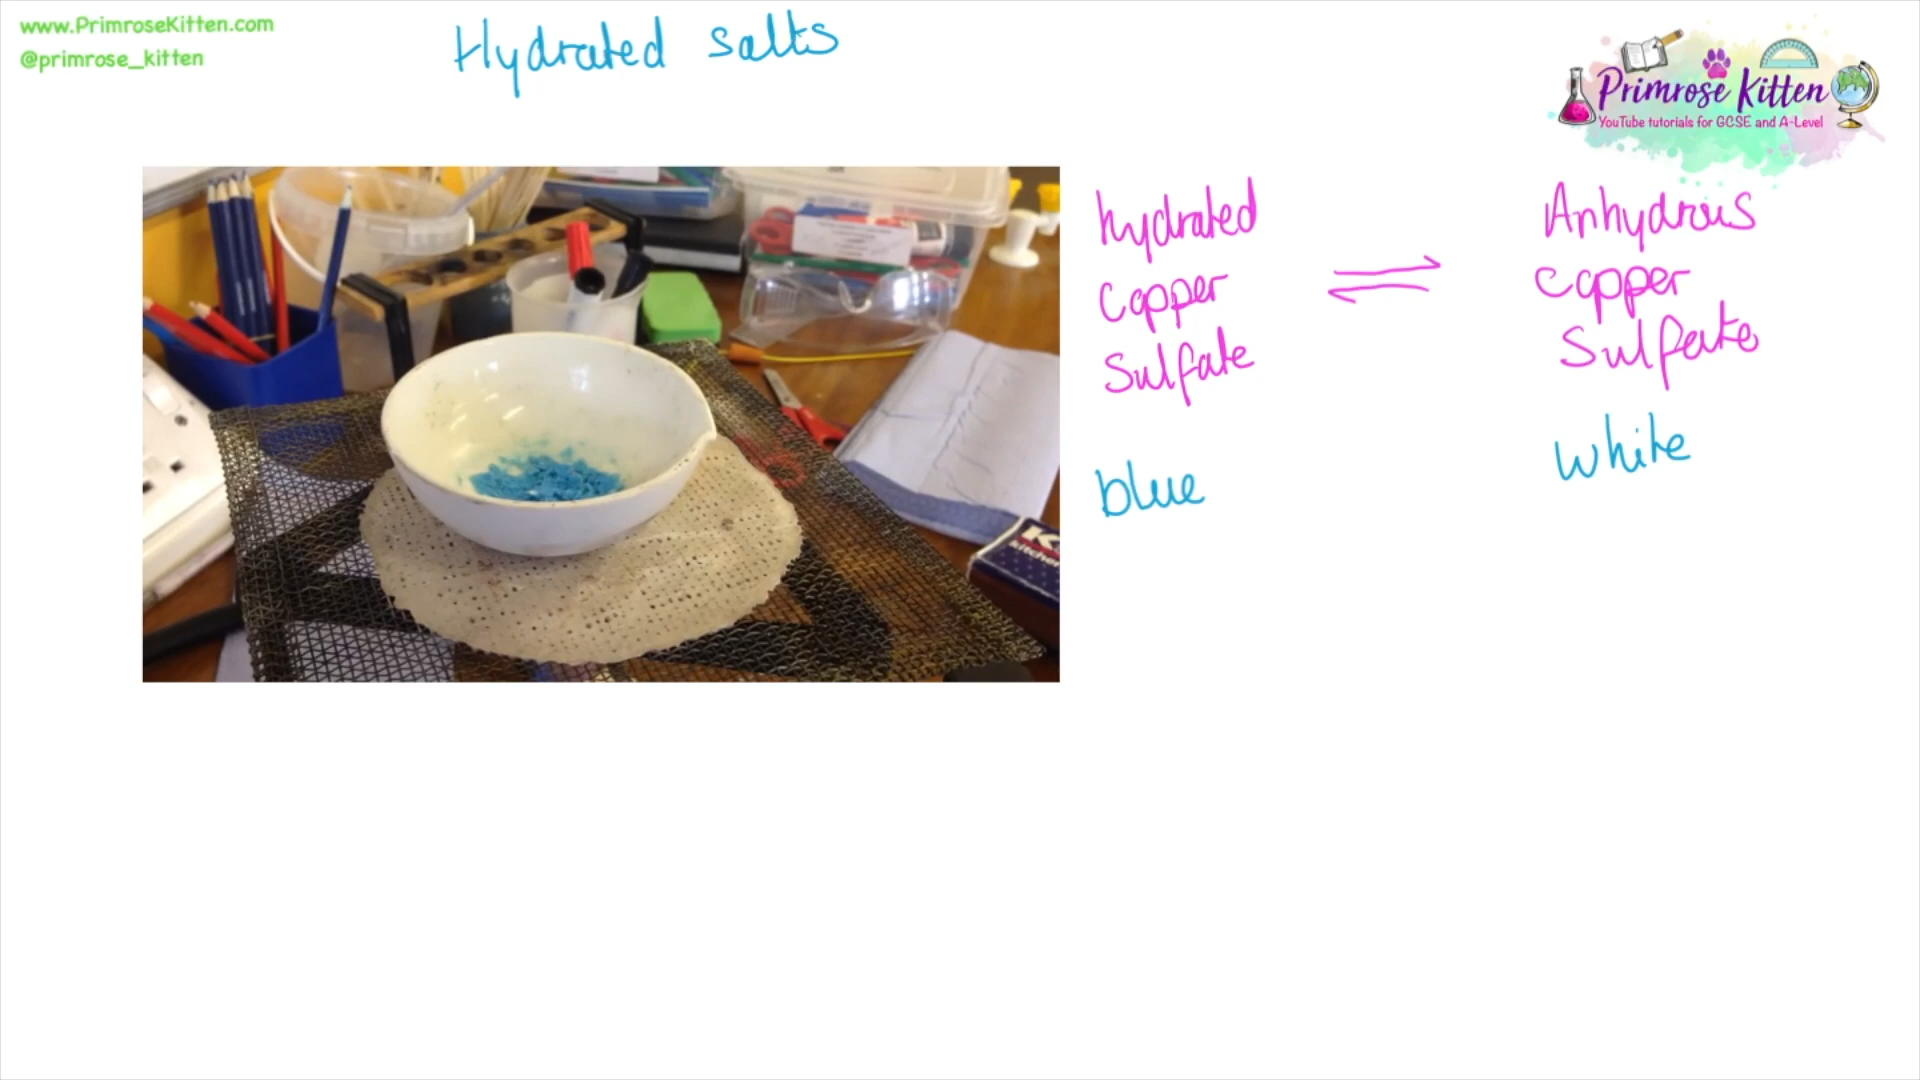 www.PrimroseKitten.com
@primrose_kitten
Hydrated salts
Primrose Kitten
YouTube tutorials for GCSE and A-Level
hydrated
Copper
Sulfate
⇌
Anhydrous
Copper
Sulfate
blue
white